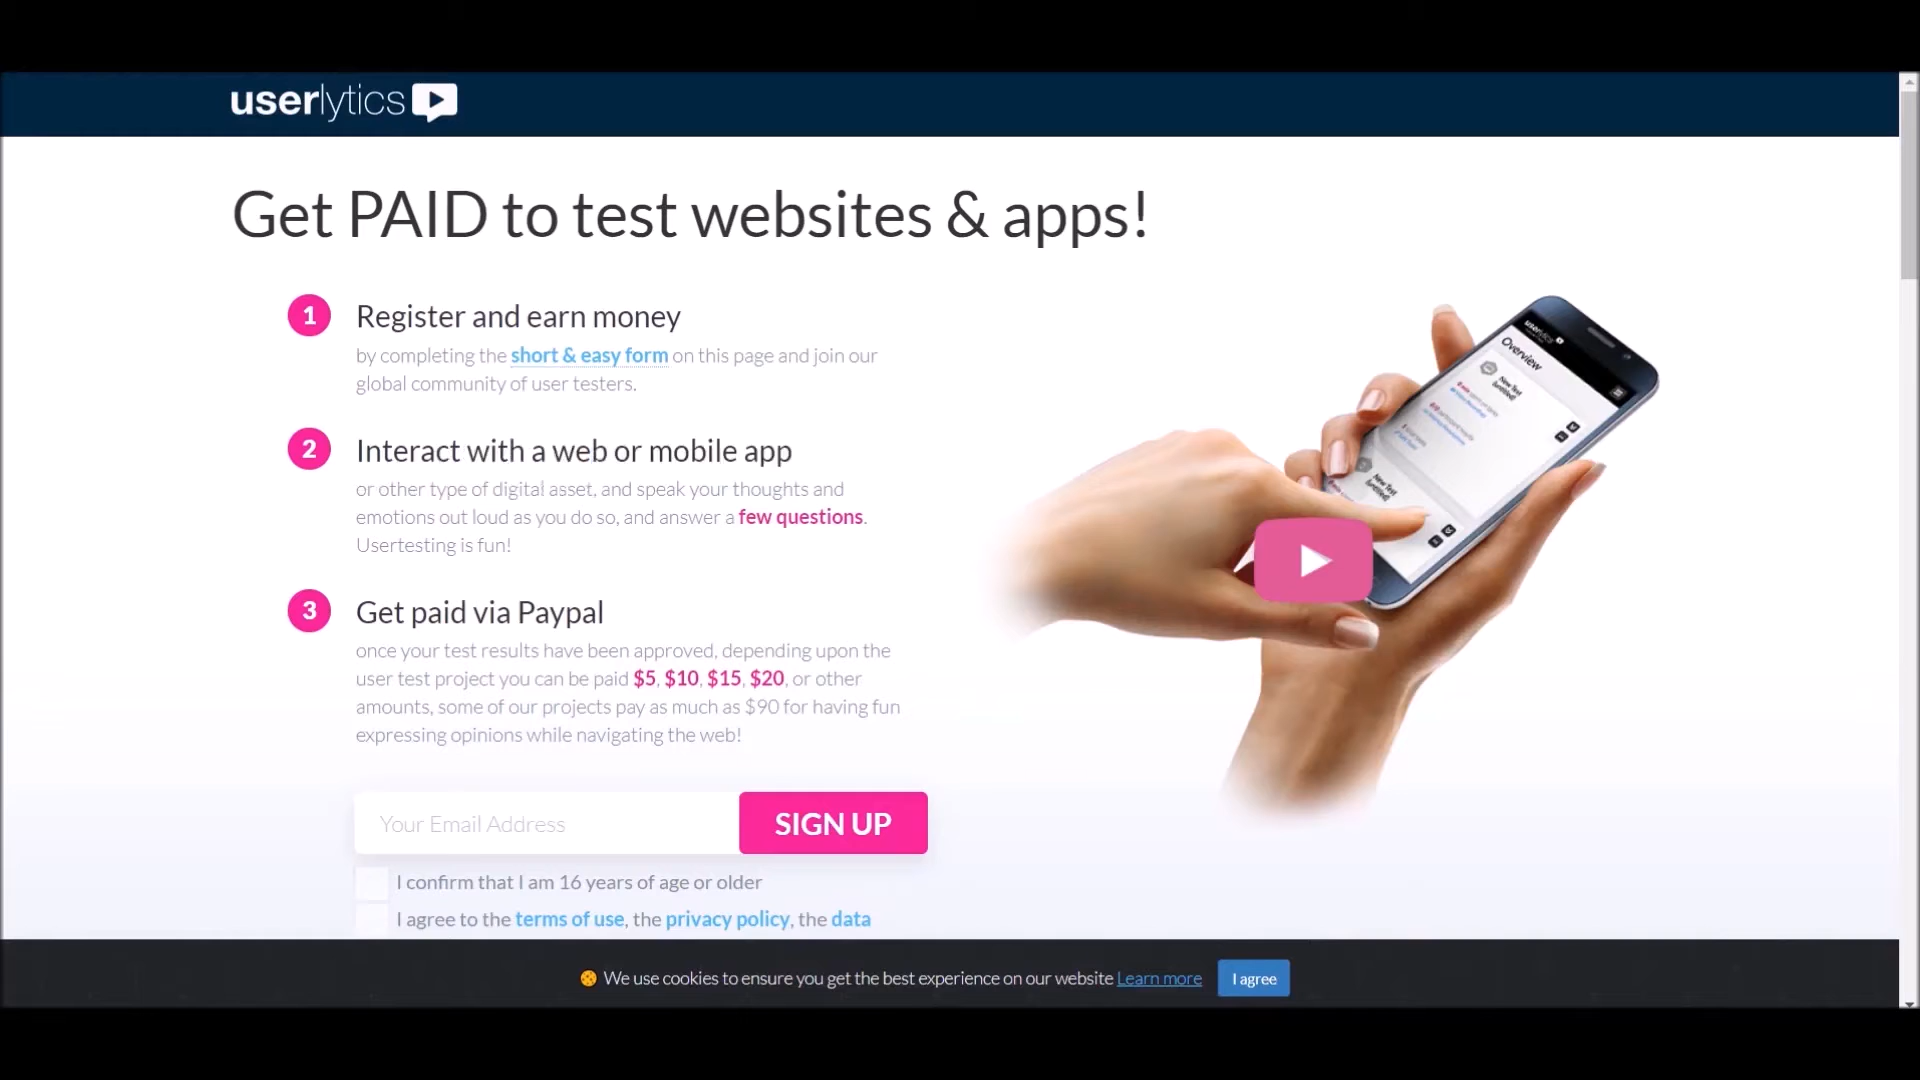 userlytics
Get PAID to test websites & apps!
1
Register and earn money
by completing the short & easy form on this page and join our
global community of user testers.
2
Interact with a web or mobile app
or other type of digital asset, and speak your thoughts and
emotions out loud as you do so, and answer a few questions.
Usertesting is fun!
3
Get paid via Paypal
once your test results have been approved, depending upon the
user test project you can be paid $5, $10, $15, $20, or other
amounts, some of our projects pay as much as $90 for having fun
expressing opinions while navigating the web!
Your Email Address
SIGN UP
I confirm that I am 16 years of age or older
I agree to the terms of use, the privacy policy, the data
userlytics
Overview
New Test
(untitled)
New Test
(untitled)
We use cookies to ensure you get the best experience on our website Learn more
I agree